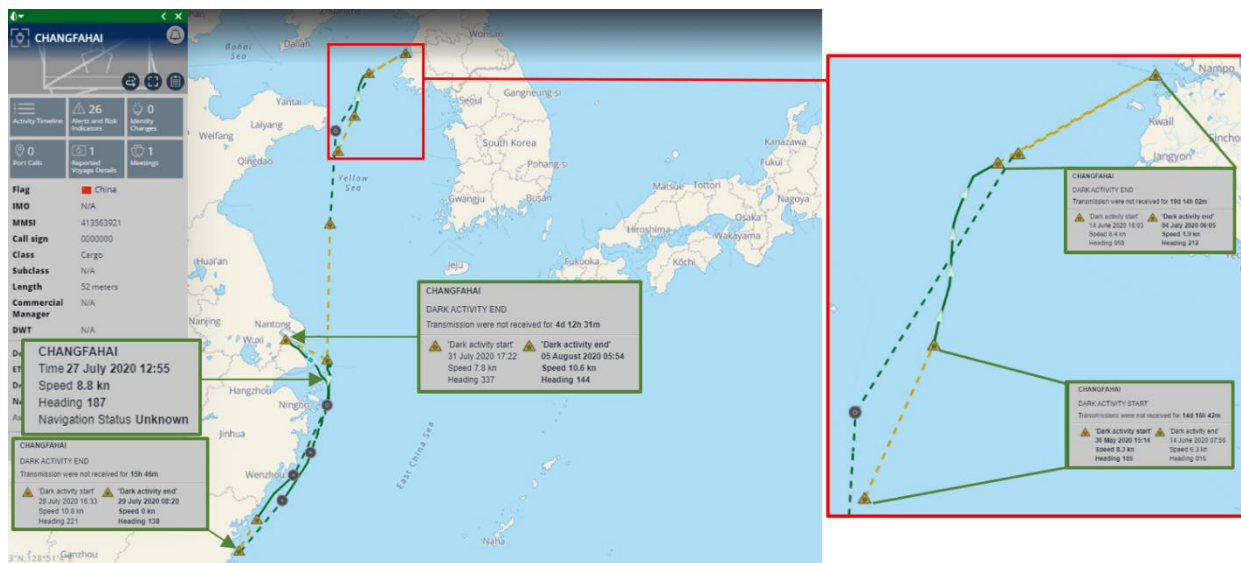 CHANGFAHAI
Activity Timeline
26
Alerts and Risk Indicators
0
Identity Changes
0
Port Calls
1
Reported Voyage Details
1
Meetings
Flag China
IMO N/A
MMSI 413563921
Call sign 0000000
Class Cargo
Subclass N/A
Length 52 meters
Commercial Manager N/A
DWT N/A
CHANGFAHAI
Time 27 July 2020 12:55
Speed 8.8 kn
Heading 187
Navigation Status Unknown
CHANGFAHAI
DARK ACTIVITY END
Transmission were not received for 15h 46m
'Dark activity start' 'Dark activity end'
28 July 2020 16:33 29 July 2020 08:20
Speed 10.8 kn Speed 0 kn
Heading 221 Heading 138
CHANGFAHAI
DARK ACTIVITY END
Transmission were not received for 4d 12h 31m
'Dark activity start' 'Dark activity end'
31 July 2020 17:22 05 August 2020 05:54
Speed 7.8 kn Speed 10.6 kn
Heading 337 Heading 144
Bohai Sea
Dalian
Wonsan
Yantai
Laiyang
Weifang
Qingdao
Yellow Sea
Seoul
Gangneung-si
South Korea
Pohang-si
Gwangju
Busan
Jeju
Kanazawa
Fukui
Matsue
Tottori
Nagoya
Osaka
Hiroshima
Wakayama
Fukuoka
Kōchi
Huai'an
Nanjing
Nantong
Wuxi
Hangzhou
Ningbo
Jinhua
Wenzhou
East China Sea
Ganzhou
Naha
3°N,128°51'4"E
Nampo
Kwail
Sincho
Jangyon
CHANGFAHAI
DARK ACTIVITY END
Transmission were not received for 19d 14h 02m
'Dark activity start' 'Dark activity end'
14 June 2020 16:03 04 July 2020 06:05
Speed 8.4 kn Speed 1.9 kn
Heading 212
CHANGFAHAI
DARK ACTIVITY START
Transmissions were not received for 14d 16h 42m
'Dark activity start' 'Dark activity end'
30 May 2020 15:14 14 June 2020 07:56
Speed 8.3 kn Speed 6.3 kn
Heading 186 Heading 016